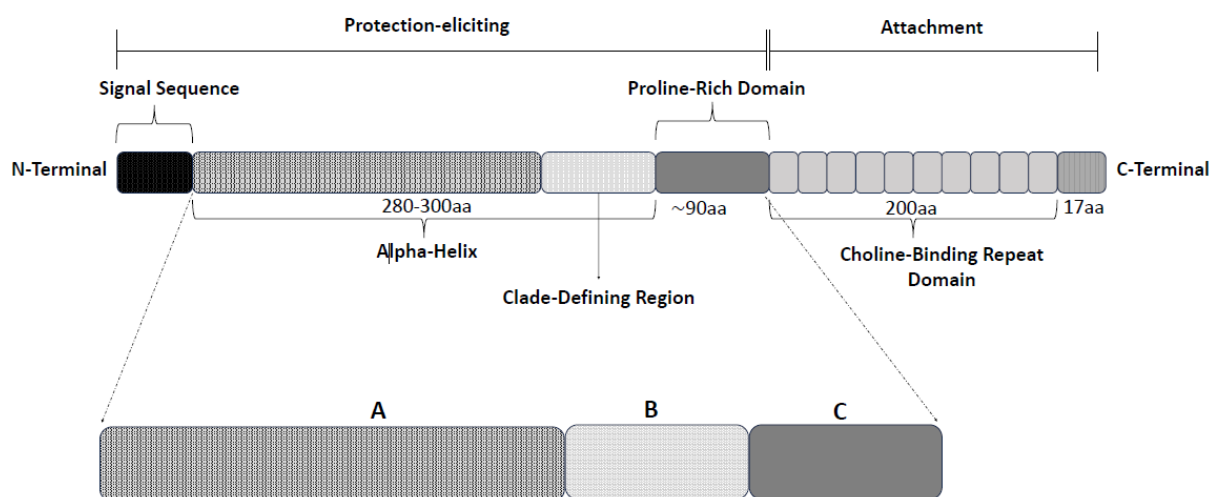 Protection-eliciting
Attachment
Signal Sequence
Proline-Rich Domain
N-Terminal
C-Terminal
280-300aa
~90aa
200aa
17aa
Alpha-Helix
Choline-Binding Repeat
Domain
Clade-Defining Region
A
B
C